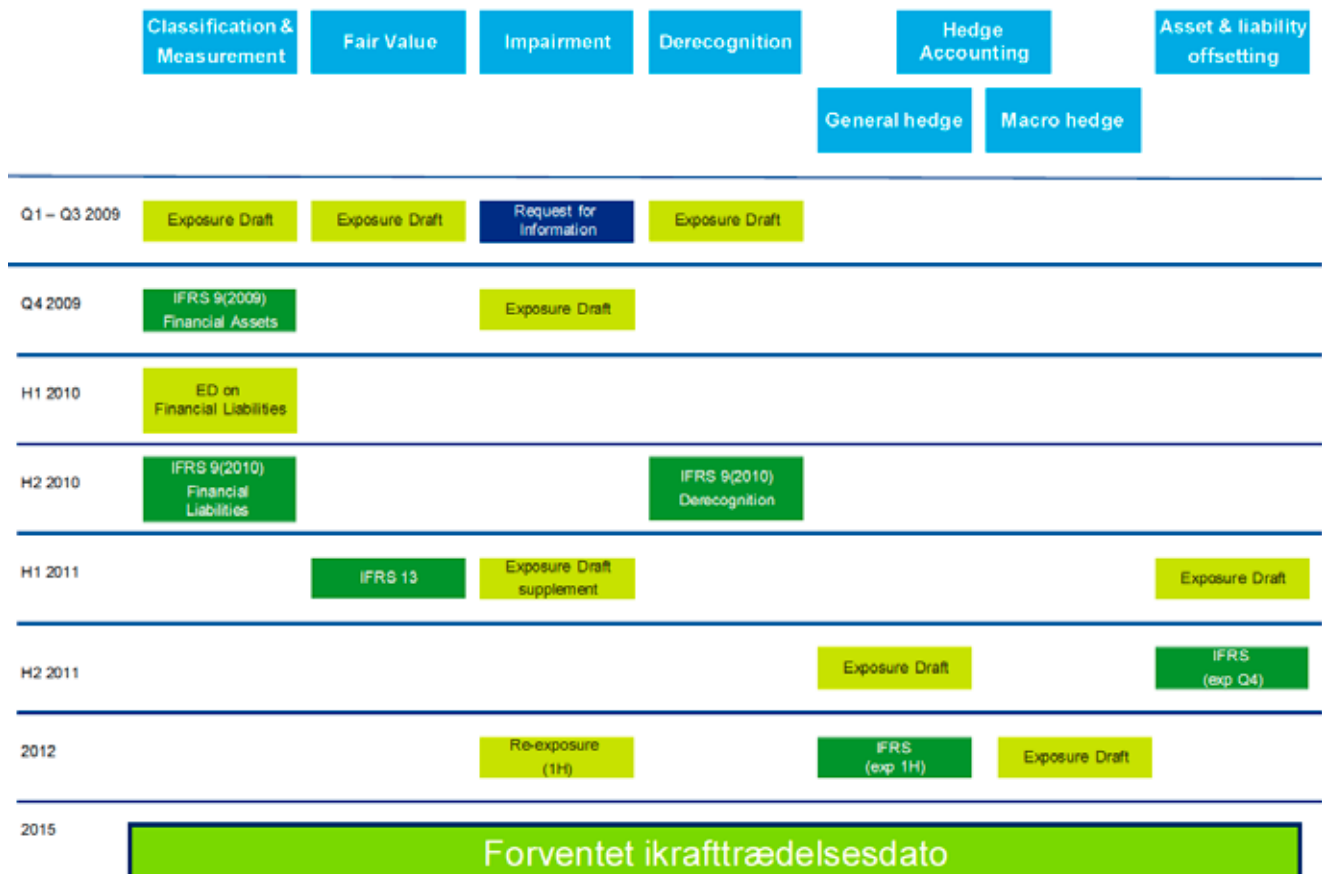 Classification &
Measurement
Fair Value
Impairment
Derecognition
Hedge
Accounting
Asset & liability
offsetting
General hedge
Macro hedge
Q1 – Q3 2009
Exposure Draft
Exposure Draft
Request for
Information
Exposure Draft
Q4 2009
IFRS 9(2009)
Financial Assets
Exposure Draft
H1 2010
ED on
Financial Liabilities
H2 2010
IFRS 9(2010)
Financial
Liabilities
IFRS 9(2010)
Derecognition
H1 2011
IFRS 13
Exposure Draft
supplement
Exposure Draft
H2 2011
Exposure Draft
IFRS
(exp Q4)
2012
Re-exposure
(1H)
IFRS
(exp 1H)
Exposure Draft
2015
Forventet ikrafttrædelsesdato